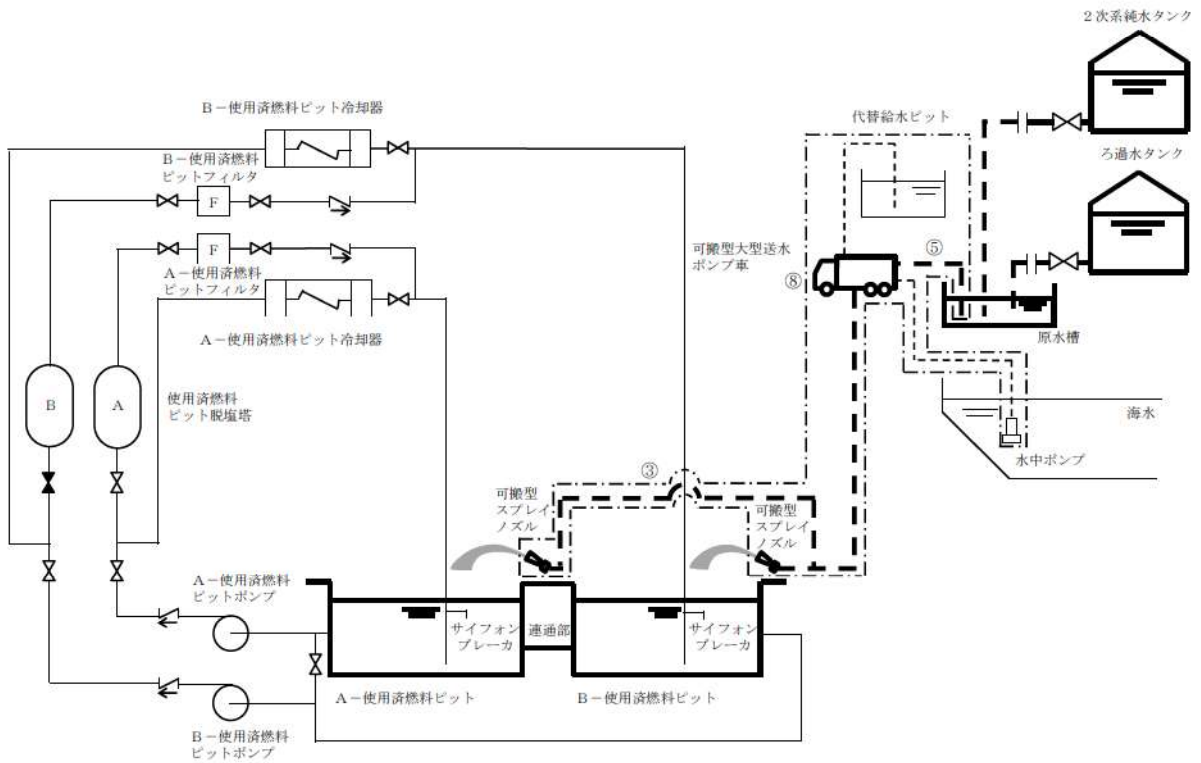 2次系純水タンク
B－使用済燃料ピット冷却器
代替給水ピット
B－使用済燃料
ピットフィルタ
F
ろ過水タンク
F
A－使用済燃料
ピットフィルタ
可搬型大型送水
ポンプ車
⑤
⑧
A－使用済燃料ピット冷却器
原水槽
B
A
使用済燃料
ピット脱塩塔
海水
水中ポンプ
③
可搬型
スプレイ
ノズル
可搬型
スプレイ
ノズル
A－使用済燃料
ピットポンプ
サイフォン
ブレーカ
連通部
サイフォン
ブレーカ
A－使用済燃料ピット
B－使用済燃料ピット
B－使用済燃料
ピットポンプ